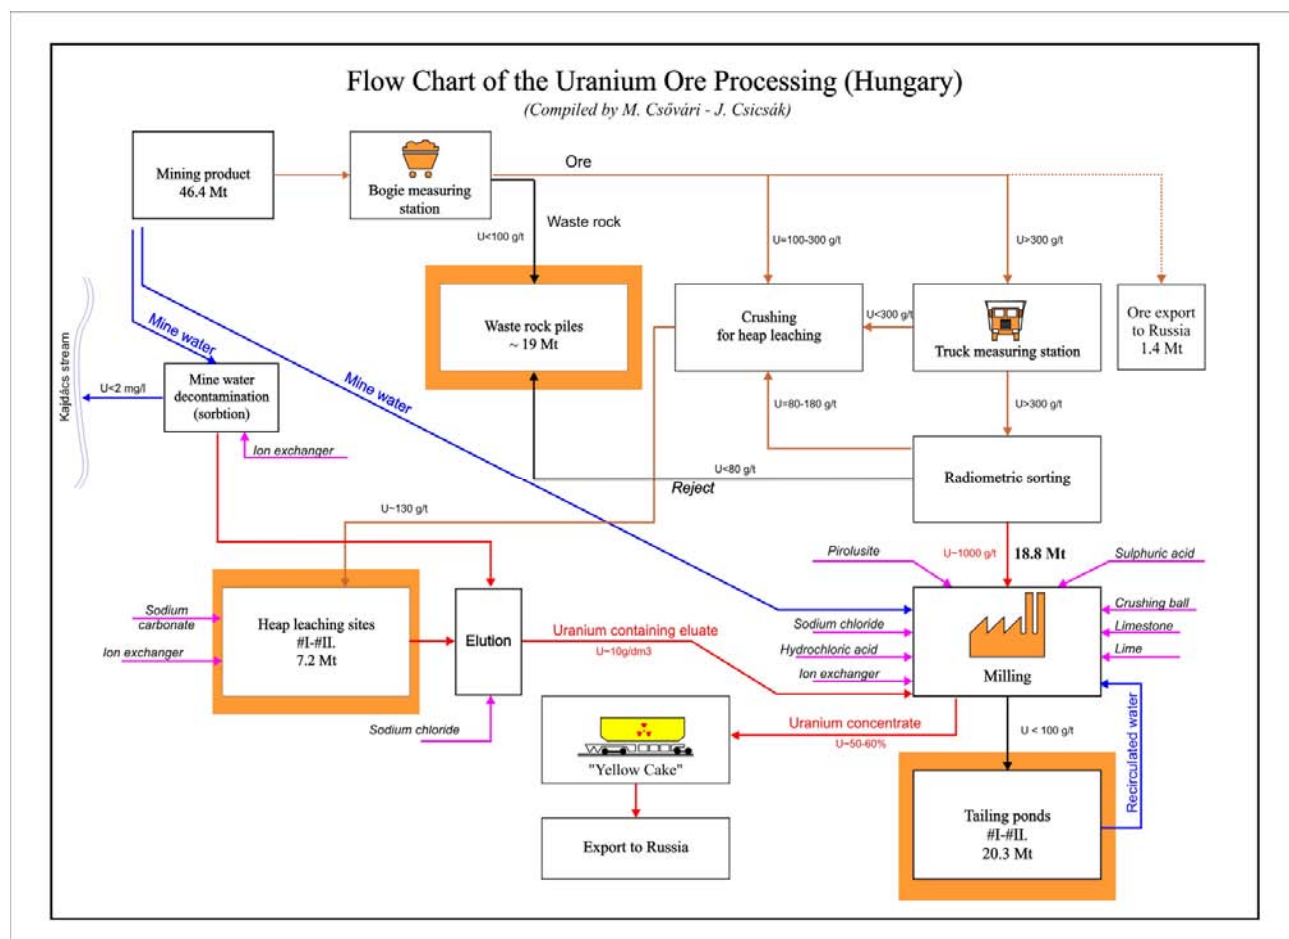 Flow Chart of the Uranium Ore Processing (Hungary)
(Compiled by M. Csővári - J. Csicsák)
Mining product
46.4 Mt
Bogie measuring
station
Ore
Waste rock
U<100 g/t
U=100-300 g/t
U>300 g/t
Waste rock piles
~ 19 Mt
Crushing
for heap leaching
U<300 g/t
Truck measuring station
Ore export
to Russia
1.4 Mt
Kajdács stream
Mine water
Mine water
U<2 mg/l
Mine water
decontamination
(sorbtion)
Ion exchanger
U=80-180 g/t
U>300 g/t
U<80 g/t
Reject
Radiometric sorting
U~130 g/t
U~1000 g/t
18.8 Mt
Pirolusite
Sulphuric acid
Sodium
carbonate
Ion exchanger
Heap leaching sites
#I-#II.
7.2 Mt
Elution
Sodium chloride
Uranium containing eluate
U~10g/dm3
Sodium chloride
Hydrochloric acid
Ion exchanger
Milling
Crushing ball
Limestone
Lime
Uranium concentrate
U~50-60%
U < 100 g/t
Recirculated water
"Yellow Cake"
Export to Russia
Tailing ponds
#I-#II.
20.3 Mt